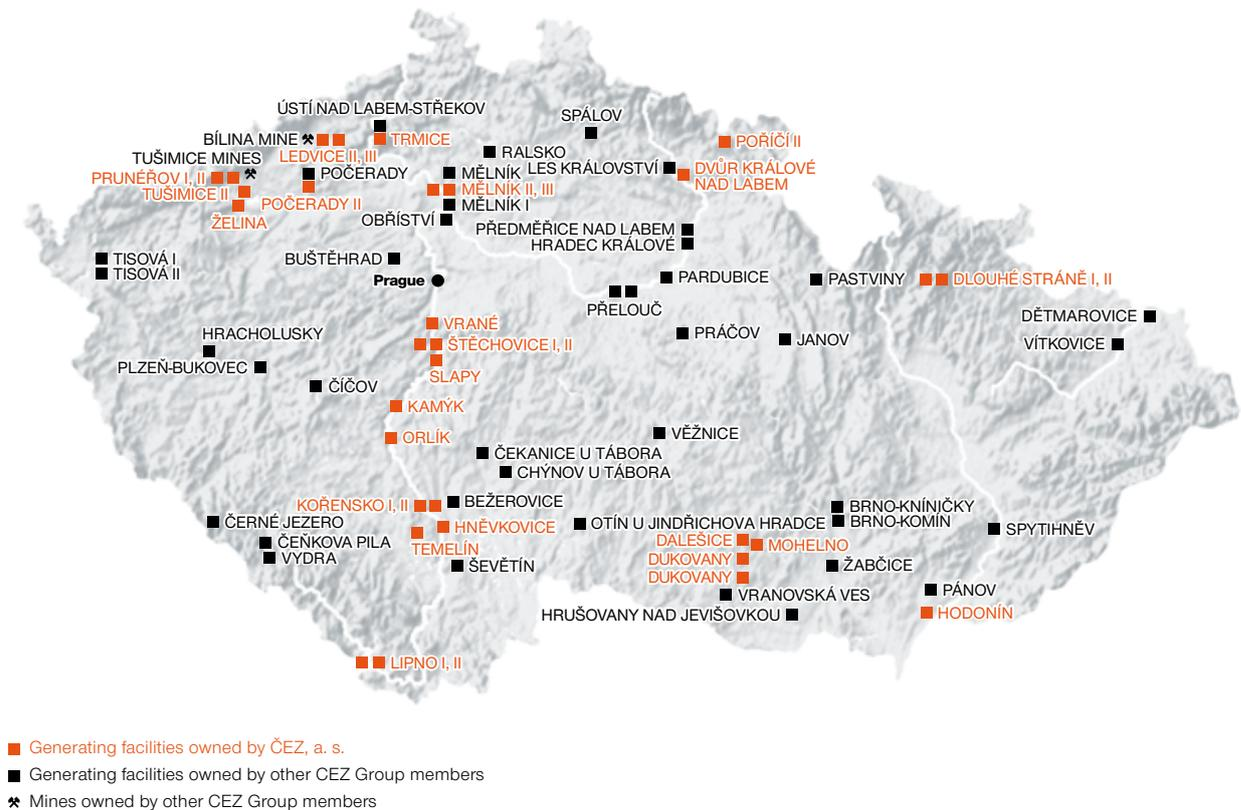 ÚSTÍ NAD LABEM-STŘEKOV
SPÁLOV
BÍLINA MINE
TRMICE
POŘÍČÍ II
LEDVICE II, III
RALSKO
TUŠIMICE MINES
LES KRÁLOVSTVÍ
DVŮR KRÁLOVÉ
NAD LABEM
PRUNÉŘOV I, II
POČERADY
MĚLNÍK
TUŠIMICE II
MĚLNÍK II, III
POČERADY II
MĚLNÍK I
ŽELINA
OBŘÍSTVÍ
PŘEDMĚŘICE NAD LABEM
HRADEC KRÁLOVÉ
TISOVÁ I
TISOVÁ II
BUŠTĚHRAD
Prague
PARDUBICE
PASTVINY
DLOUHÉ STRÁNĚ I, II
PŘELOUČ
DĚTMAROVICE
VRANÉ
HRACHOLUSKY
PRÁČOV
JANOV
VÍTKOVICE
ŠTĚCHOVICE I, II
PLZEŇ-BUKOVEC
SLAPY
ČÍČOV
KAMÝK
ORLÍK
VĚŽNICE
ČEKANICE U TÁBORA
CHÝNOV U TÁBORA
KOŘENSKO I, II
BEŽEROVICE
BRNO-KNÍNIČKY
ČERNÉ JEZERO
HNĚVKOVICE
OTÍN U JINDŘICHOVA HRADCE
BRNO-KOMÍN
SPYTIHNĚV
ČEŇKOVA PILA
TEMELÍN
DALEŠICE
MOHELNO
VYDRA
DUKOVANY
ŠEVĚTÍN
ŽABČICE
DUKOVANY
VRANOVSKÁ VES
PÁNOV
HRUŠOVANY NAD JEVIŠOVKOU
HODONÍN
LIPNO I, II
Generating facilities owned by ČEZ, a. s.
Generating facilities owned by other CEZ Group members
Mines owned by other CEZ Group members